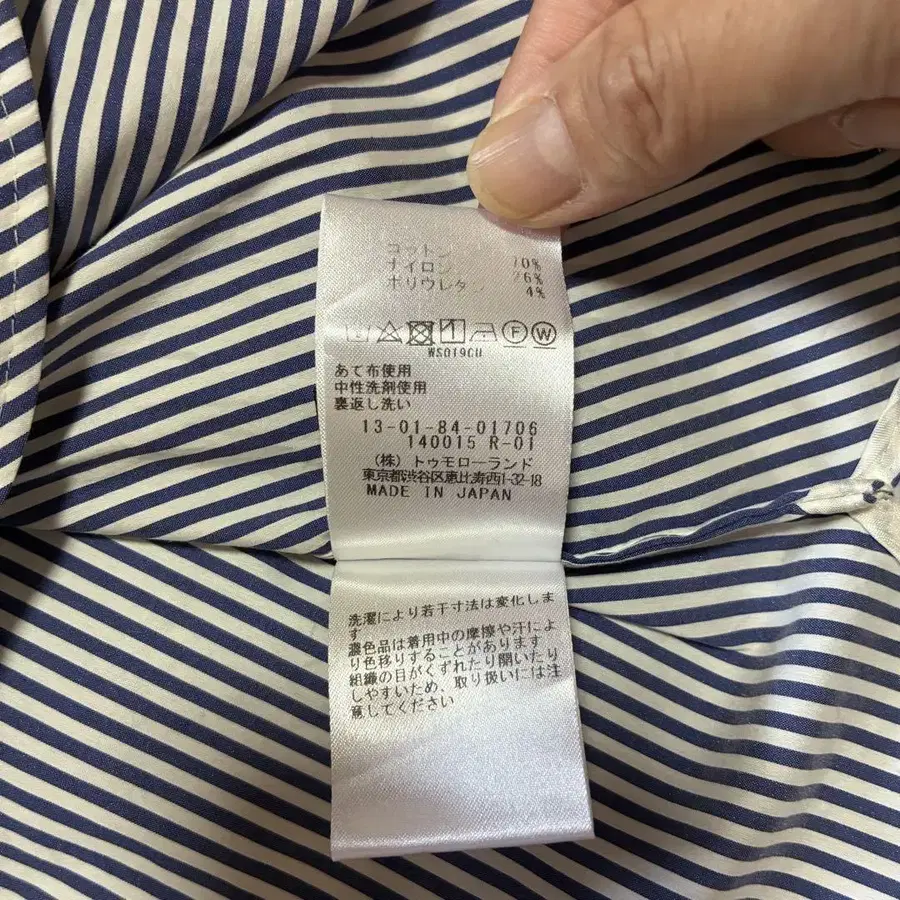 コットン 70%
ナイロン 26%
ポリウレタン 4%
WS019CU
あて布使用
中性洗剤使用
裏返し洗い
13-01-84-01706
140015 R-01
(株) トゥモローランド
東京都渋谷区恵比寿西1-32-18
MADE IN JAPAN
洗濯により若干寸法は変化しま
す
濃色品は着用中の摩擦や汗によ
り色移りすることがあります
組織の目がくずれたり開いたり
しやすいため、取り扱いには注
意してください